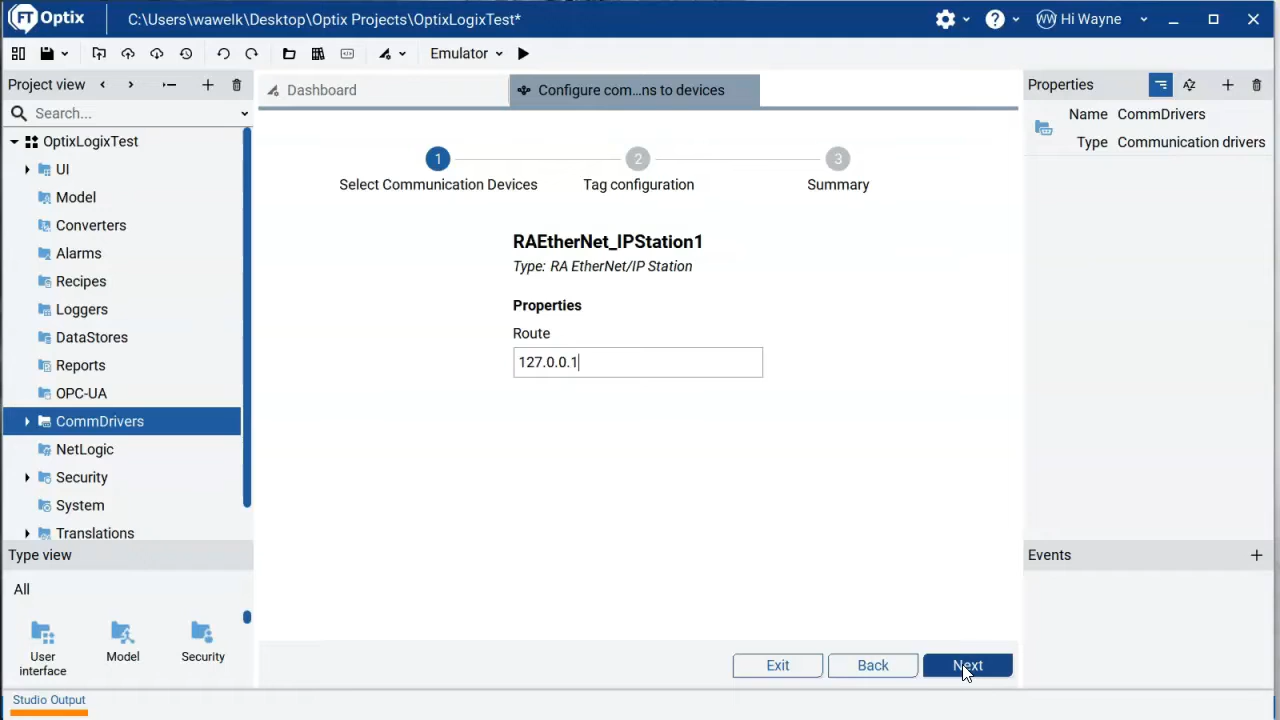 FT Optix
C:\Users\wawelk\Desktop\Optix Projects\OptixLogixTest*
WW Hi Wayne
Emulator
Project view
Search...
OptixLogixTest
UI
Model
Converters
Alarms
Recipes
Loggers
DataStores
Reports
OPC-UA
CommDrivers
NetLogic
Security
System
Translations
Type view
All
User interface
Model
Security
Dashboard
Configure com...ns to devices
1
2
3
Select Communication Devices
Tag configuration
Summary
RAEtherNet_IPStation1
Type: RA EtherNet/IP Station
Properties
Route
127.0.0.1
Exit
Back
Next
Properties
Name CommDrivers
Type Communication drivers
Events
Studio Output